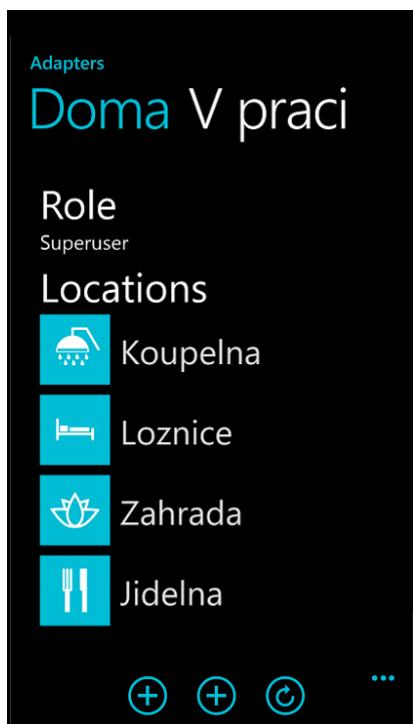 Adapters
Doma V praci
Role
Superuser
Locations
Koupelna
Loznice
Zahrada
Jidelna